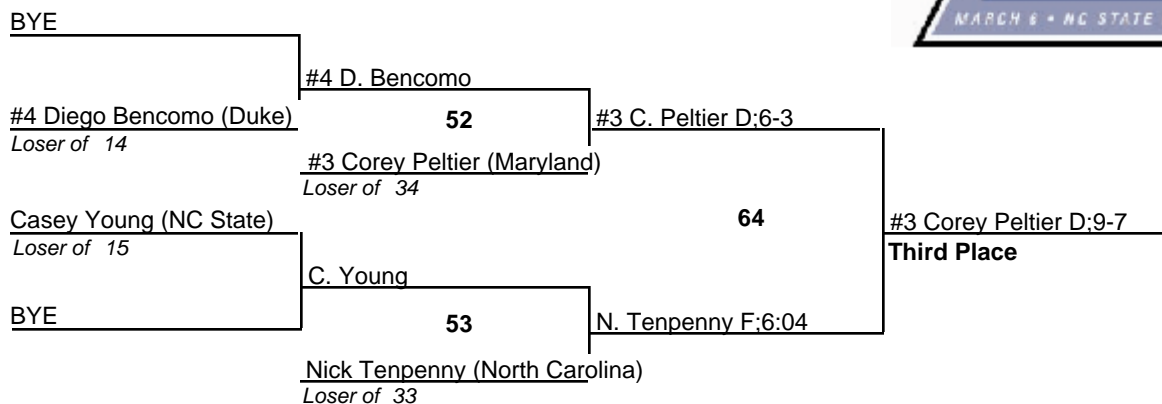 MARCH 6 • NC STATE
BYE
#4 D. Bencomo
#4 Diego Bencomo (Duke)
Loser of 14
52
#3 C. Peltier D;6-3
#3 Corey Peltier (Maryland)
Loser of 34
Casey Young (NC State)
Loser of 15
64
#3 Corey Peltier D;9-7
Third Place
C. Young
BYE
53
N. Tenpenny F;6:04
Nick Tenpenny (North Carolina)
Loser of 33